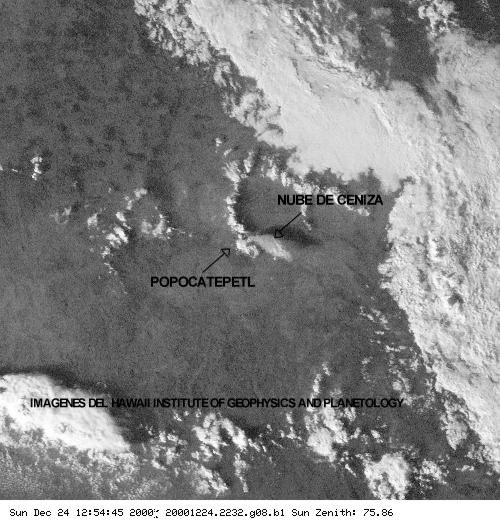 NUBE DE CENIZA
POPOCATEPETL
IMAGENES DEL HAWAII INSTITUTE OF GEOPHYSICS AND PLANETOLOGY
Sun Dec 24 12:54:45 2000; 20001224.2232.g08.b1 Sun Zenith: 75.86